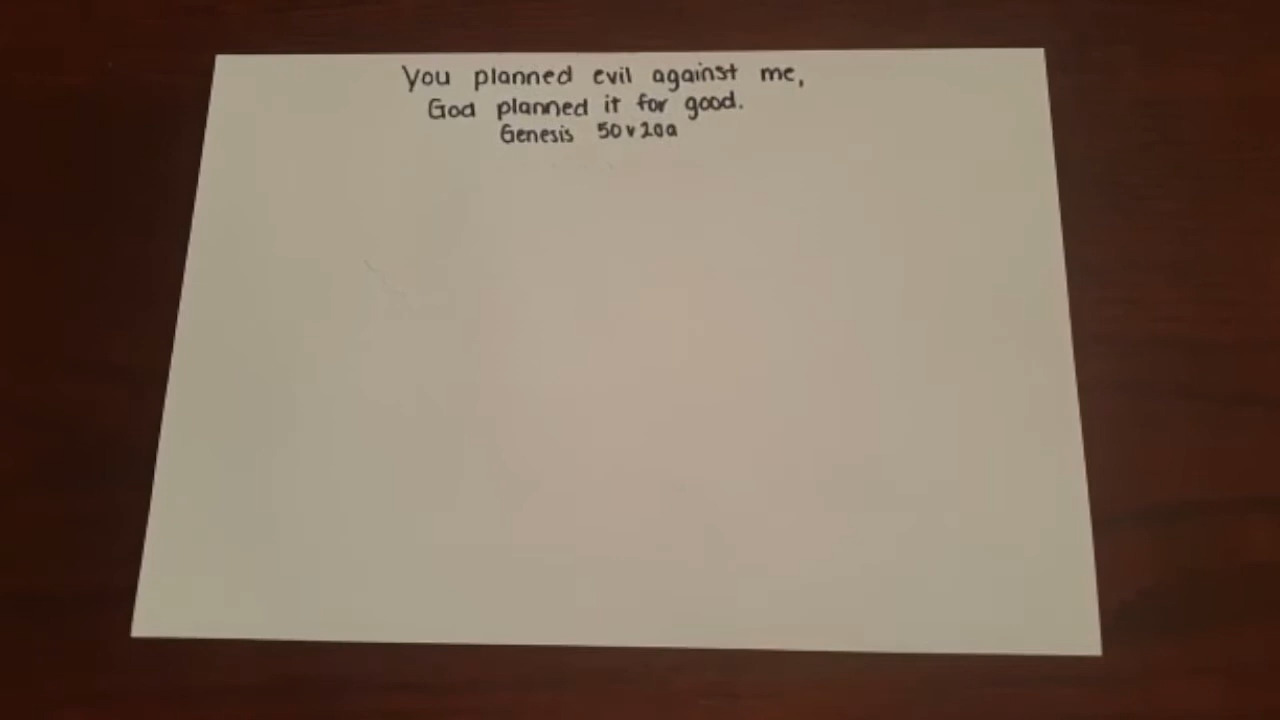 You planned evil against me,
God planned it for good.
Genesis 50v20a